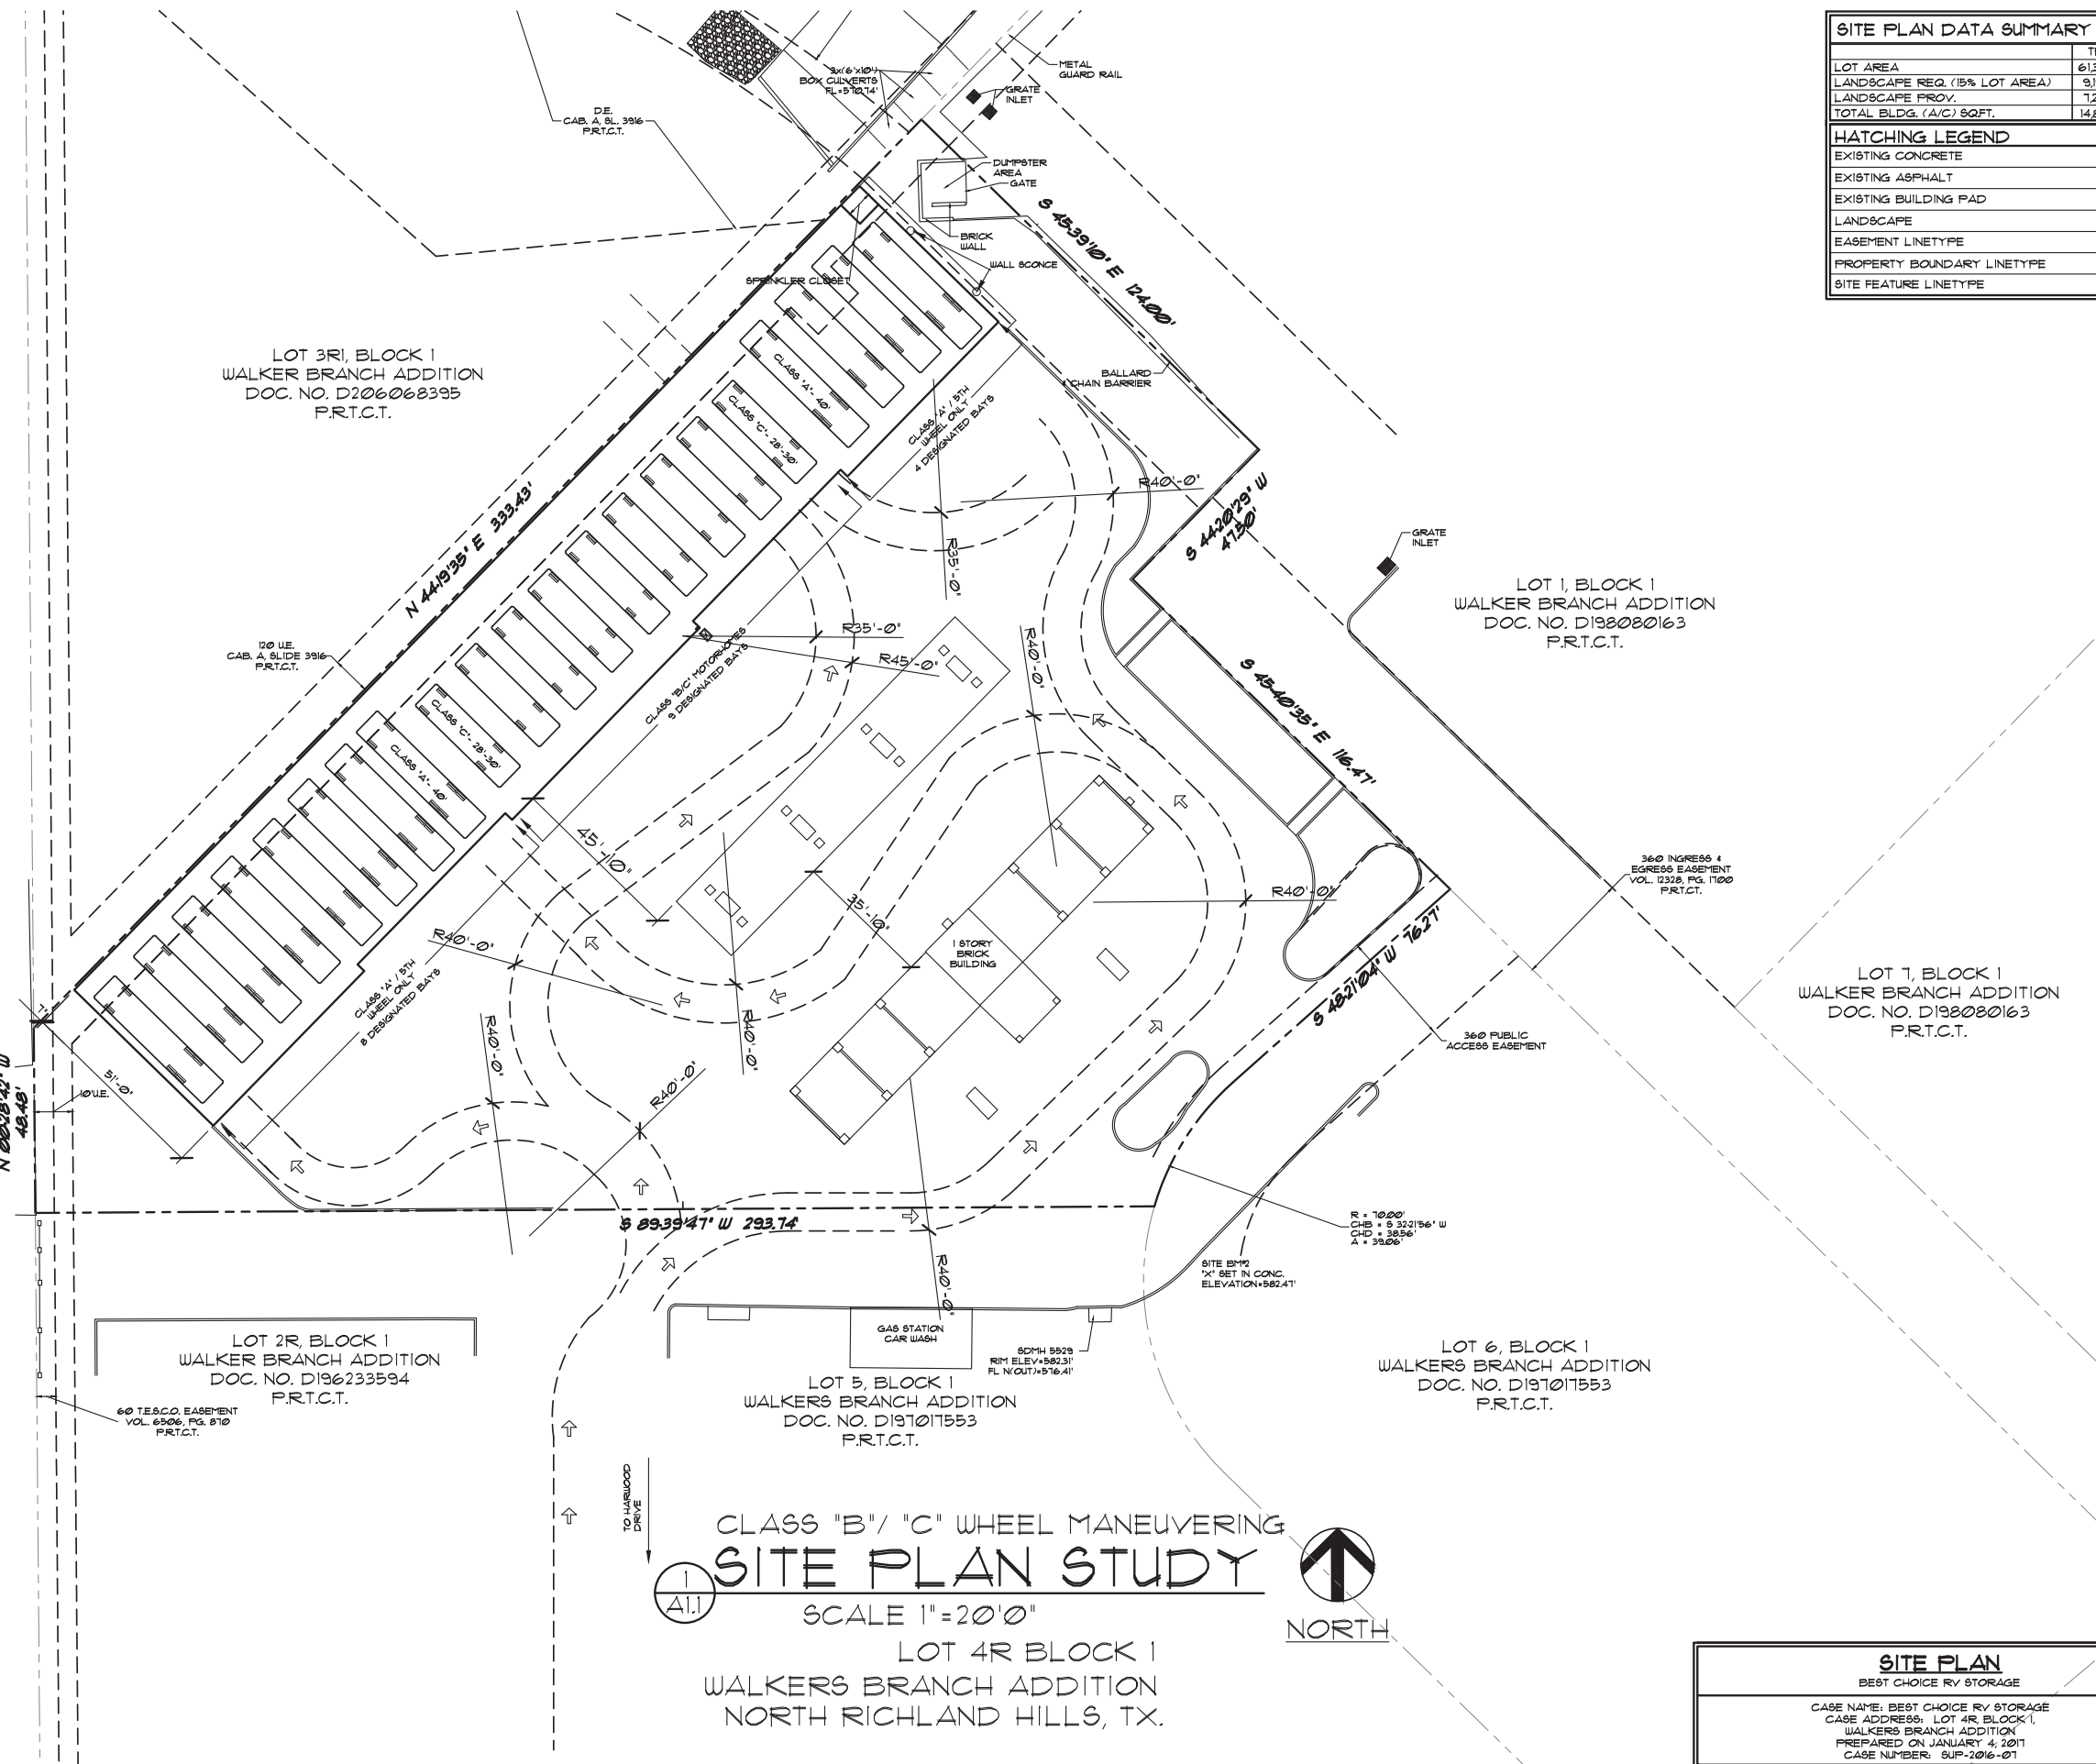 SITE PLAN DATA SUMMARY
LOT AREA
LANDSCAPE REQ. (15% LOT AREA)
LANDSCAPE PROV.
TOTAL BLDG. (A/C) SQFT.
HATCHING LEGEND
EXISTING CONCRETE
EXISTING ASPHALT
EXISTING BUILDING PAD
LANDSCAPE
EASEMENT LINETYPE
PROPERTY BOUNDARY LINETYPE
SITE FEATURE LINETYPE
BOX CULVERTS
METAL
GUARD RAIL
GRATE
INLET
D.E.
CAB. A, SL. 3916
P.R.T.C.T.
DUMPSTER
AREA
GATE
BRICK
WALL
WALL SCONCE
SPRINKLER CLOSET
S 45-39'10" E 124.00'
BALLARD
& CHAIN BARRIER
LOT 3R1, BLOCK 1
WALKER BRANCH ADDITION
DOC. NO. D206068395
P.R.T.C.T.
CLASS "A"- 40'
CLASS "C"- 28'-30'
CLASS "A" / 5TH
WHEEL ONLY
4 DESIGNATED BAYS
N 44-19'35" E 333.43'
R40'-0"
S 44-20'29" W
47.50'
R35'-0"
GRATE
INLET
LOT 1, BLOCK 1
WALKER BRANCH ADDITION
DOC. NO. D198080163
P.R.T.C.T.
120 U.E.
CAB. A, SLIDE 3916
P.R.T.C.T.
R35'-0"
R45'-0"
R40'-0"
CLASS "B/C" MOTORHOMES
9 DESIGNATED BAYS
S 45-40'35" E 116.47'
CLASS "C"- 28'-30'
CLASS "A"- 40'
45'-10"
35'-10"
R40'-0"
360 INGRESS &
EGRESS EASEMENT
VOL. 12328, PG. 1700
P.R.T.C.T.
R40'-0"
1 STORY
BRICK
BUILDING
S 48-21'04" W 76.27'
CLASS "A" / 5TH
WHEEL ONLY
8 DESIGNATED BAYS
LOT 7, BLOCK 1
WALKER BRANCH ADDITION
DOC. NO. D198080163
P.R.T.C.T.
R40'-0"
R40'-0"
R40'-0"
360 PUBLIC
ACCESS EASEMENT
51'-0"
10'U.E.
N 00-28'42" W
48.48'
S 89-39'47" W 293.74'
R = 70.00'
CHB = S 32-21'56" W
CHD = 38.56'
A = 39.06'
R40'-0"
SITE BM#2
"X" SET IN CONC.
ELEVATION=582.47'
GAS STATION
CAR WASH
SDMH 5529
RIM ELEV=582.31'
FL N(OUT)=576.41'
LOT 2R, BLOCK 1
WALKER BRANCH ADDITION
DOC. NO. D196233594
P.R.T.C.T.
60 T.E.S.C.O. EASEMENT
VOL. 6506, PG. 870
P.R.T.C.T.
LOT 5, BLOCK 1
WALKERS BRANCH ADDITION
DOC. NO. D197017553
P.R.T.C.T.
LOT 6, BLOCK 1
WALKERS BRANCH ADDITION
DOC. NO. D197017553
P.R.T.C.T.
TO HARWOOD
DRIVE
CLASS "B"/ "C" WHEEL MANEUVERING
1
A1.1
SITE PLAN STUDY
SCALE 1"=20'0"
NORTH
LOT 4R BLOCK 1
WALKERS BRANCH ADDITION
NORTH RICHLAND HILLS, TX.
SITE PLAN
BEST CHOICE RV STORAGE
CASE NAME: BEST CHOICE RV STORAGE
CASE ADDRESS: LOT 4R, BLOCK 1,
WALKERS BRANCH ADDITION
PREPARED ON JANUARY 4, 2017
CASE NUMBER: SUP-2016-07